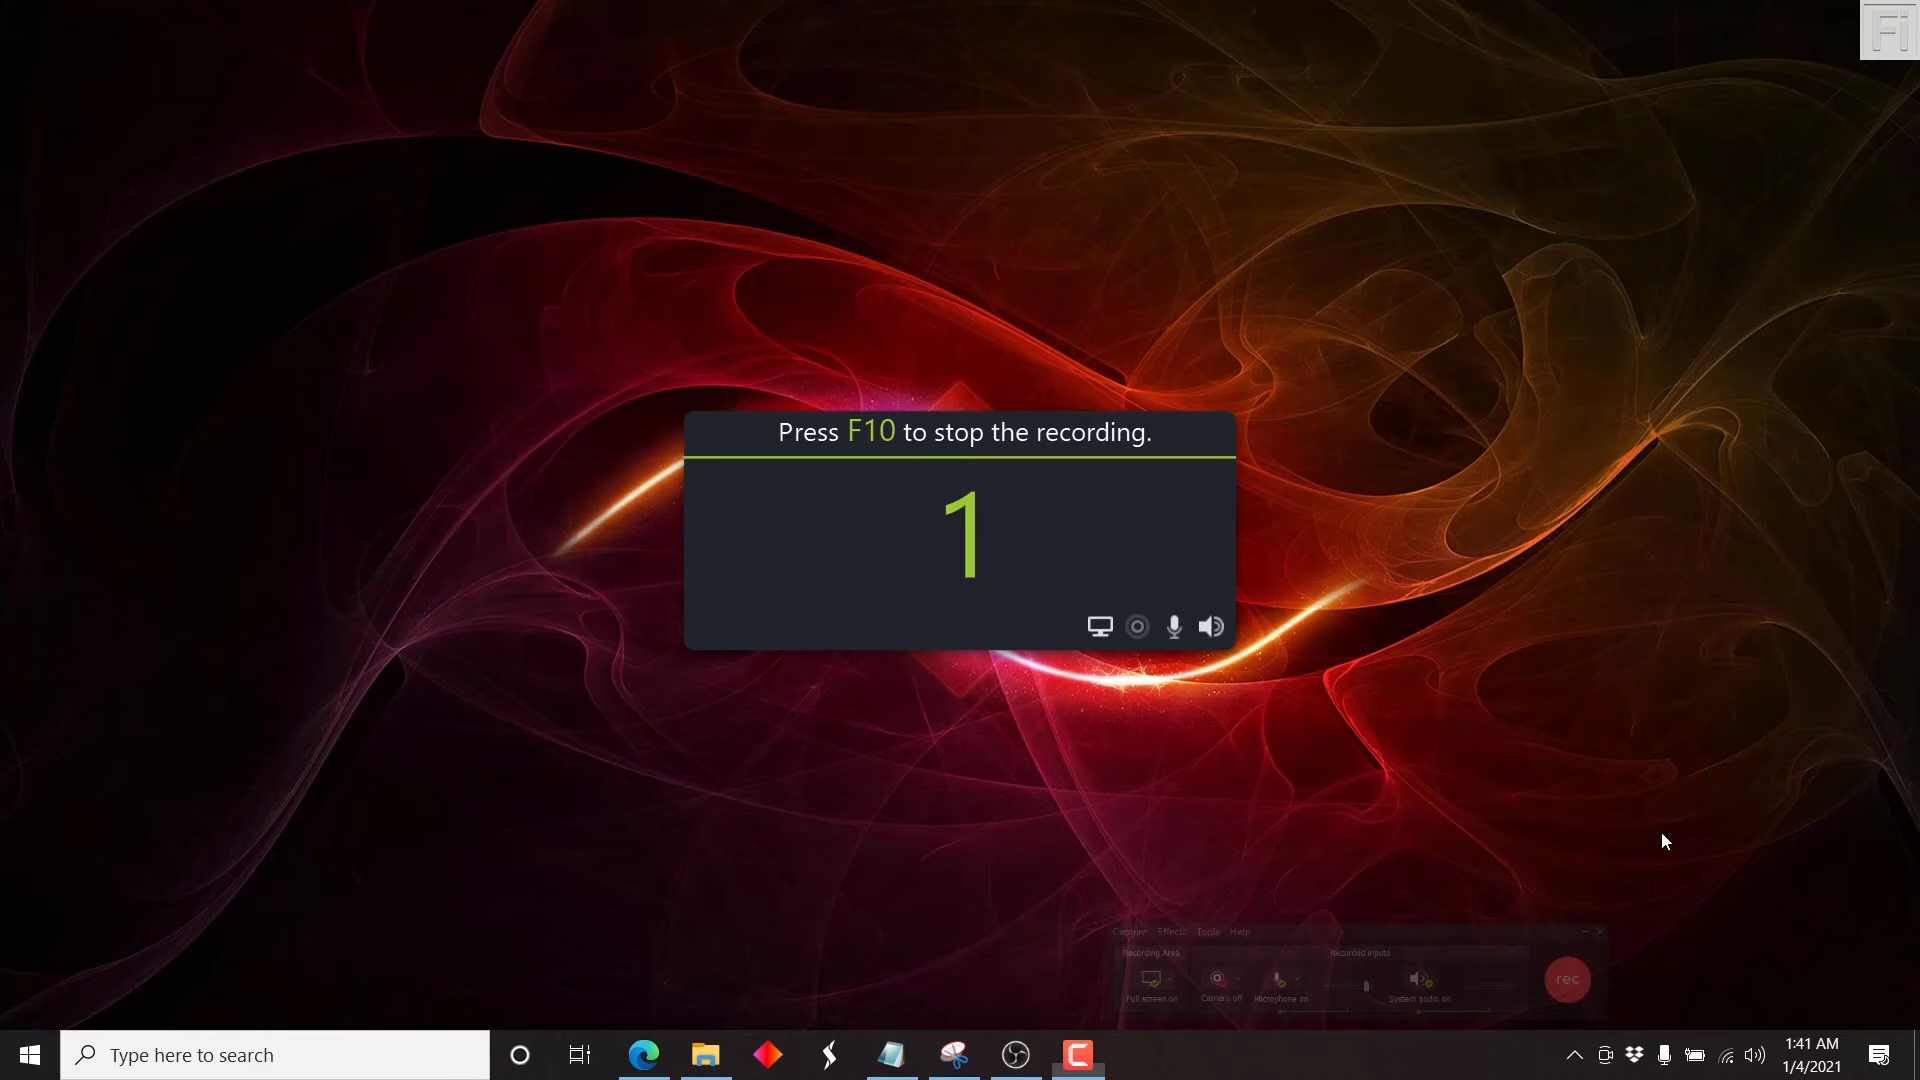 Fi
Press F10 to stop the recording.
1
Capture Effects Tools Help
Recording Area
Recorded Inputs
Full screen on
Camera off
Microphone on
System audio on
rec
Type here to search
1:41 AM
1/4/2021